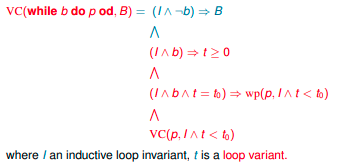 VC(while b do p od, B) = (I ∧ ¬b) ⇒ B
∧
(I ∧ b) ⇒ t ≥ 0
∧
(I ∧ b ∧ t = t₀) ⇒ wp(p, I ∧ t < t₀)
∧
VC(p, I ∧ t < t₀)
where I an inductive loop invariant, t is a loop variant.